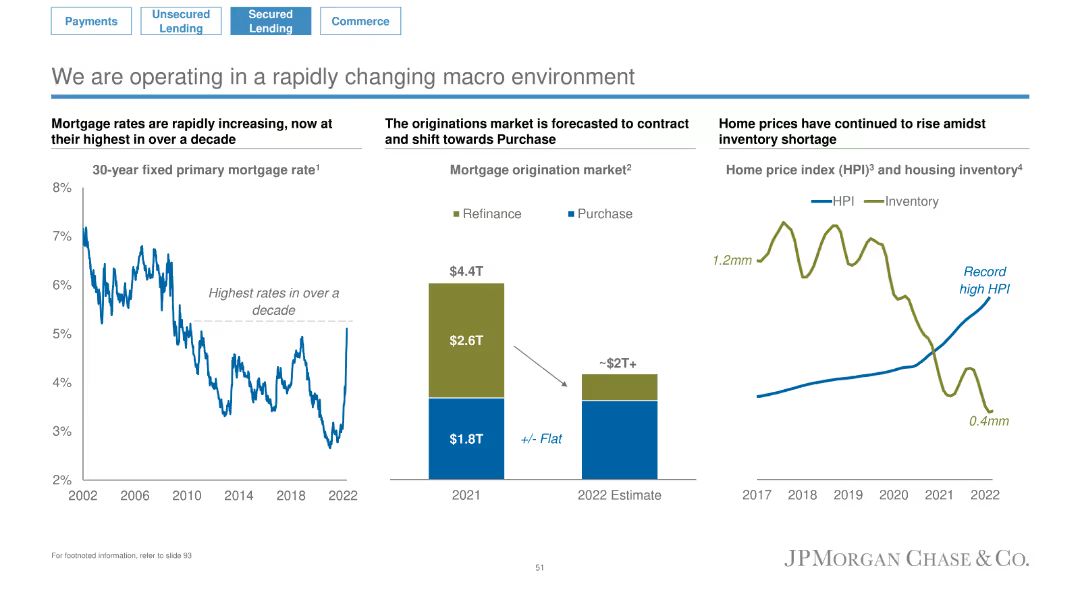 Payments
Unsecured
Lending
Secured
Lending
Commerce
We are operating in a rapidly changing macro environment
Mortgage rates are rapidly increasing, now at
their highest in over a decade
30-year fixed primary mortgage rate¹
8%
7%
6%
5%
4%
3%
2%
Highest rates in over a
decade
2002 2006 2010 2014 2018 2022
The originations market is forecasted to contract
and shift towards Purchase
Mortgage origination market²
Refinance Purchase
$4.4T
$2.6T
$1.8T
~$2T+
+/- Flat
2021 2022 Estimate
Home prices have continued to rise amidst
inventory shortage
Home price index (HPI)³ and housing inventory⁴
HPI Inventory
1.2mm
Record
high HPI
0.4mm
2017 2018 2019 2020 2021 2022
For footnoted information, refer to slide 93
51
JPMORGAN CHASE & CO.